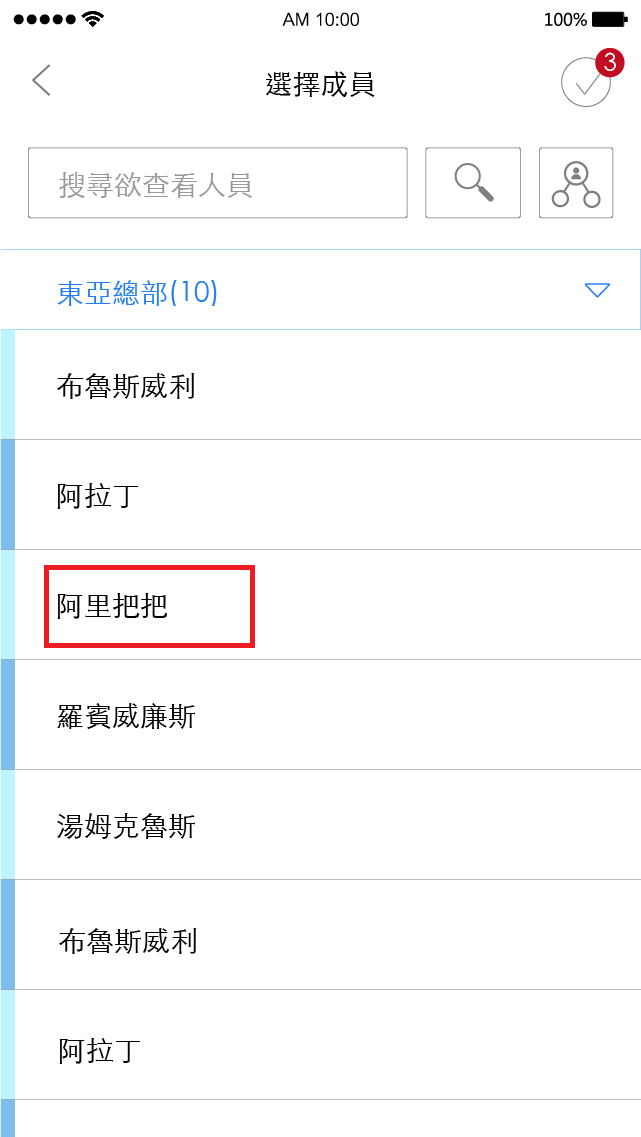 AM 10:00
100%
選擇成員
3
搜尋欲查看人員
東亞總部(10)
布魯斯威利
阿拉丁
阿里把把
羅賓威廉斯
湯姆克魯斯
布魯斯威利
阿拉丁